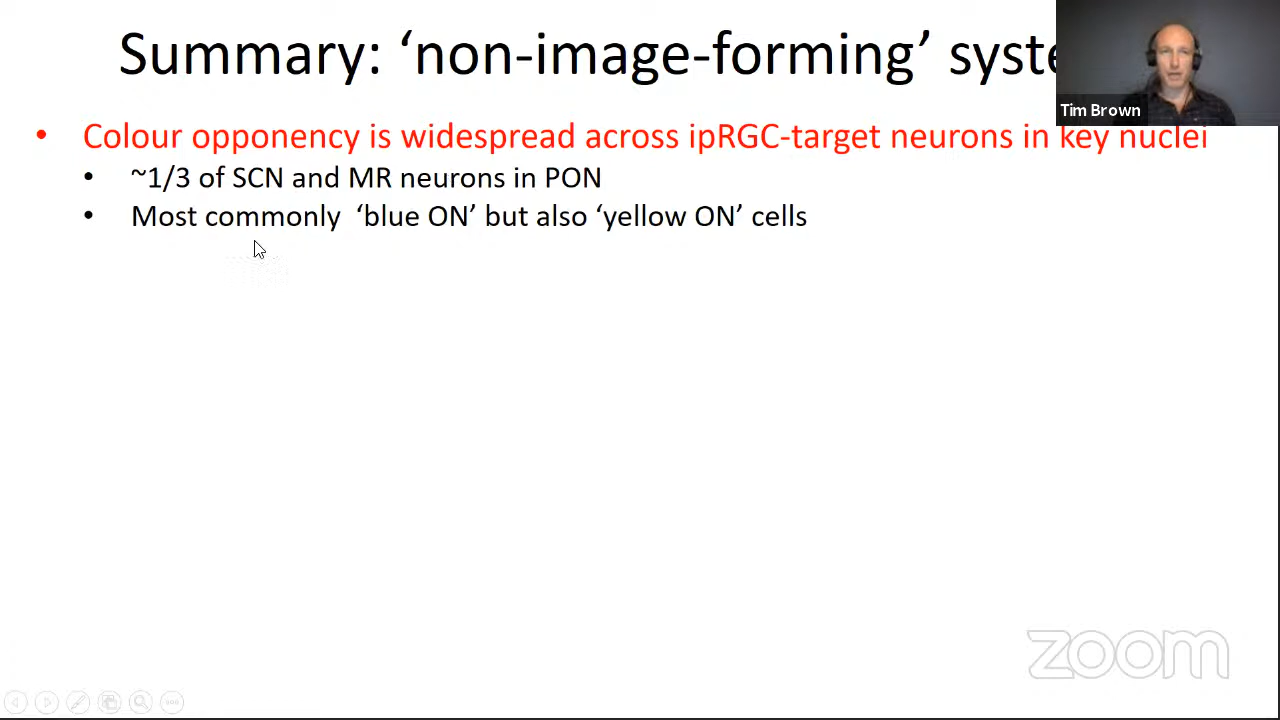 Summary: ‘non-image-forming’ syste
Tim Brown
• Colour opponency is widespread across ipRGC-target neurons in key nuclei
• ~1/3 of SCN and MR neurons in PON
• Most commonly ‘blue ON’ but also ‘yellow ON’ cells
zoom